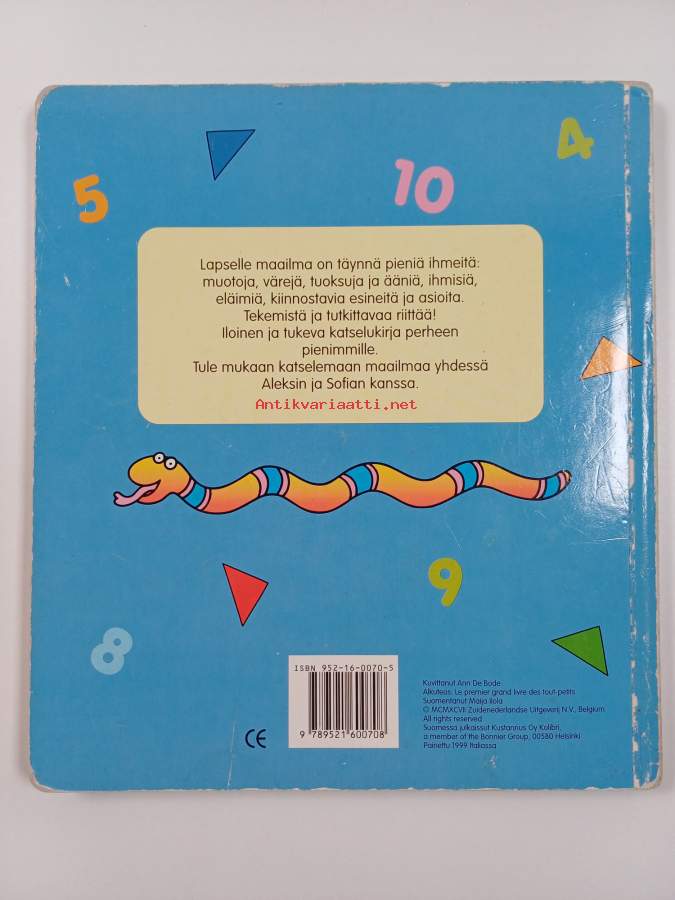 4
5
10
Lapselle maailma on täynnä pieniä ihmeitä:
muotoja, värejä, tuoksuja ja ääniä, ihmisiä,
eläimiä, kiinnostavia esineitä ja asioita.
Tekemistä ja tutkittavaa riittää!
Iloinen ja tukeva katselukirja perheen
pienimmille.
Tule mukaan katselemaan maailmaa yhdessä
Aleksin ja Sofian kanssa.
Antikvariaatti.net
9
8
ISBN 952-16-0070-5
9 789521 600708
CE
Kuvittanut Ann De Bode
Alkuteos: Le premier grand livre des tout-petits
Suomentanut Maija Ilola
© MCMXCVII Zuidnederlandse Uitgeverij N.V., Belgium.
All rights reserved
Suomessa julkaissut Kustannus Oy Kolibri,
a member of the Bonnier Group, 00580 Helsinki
Painettu 1999 Italiassa